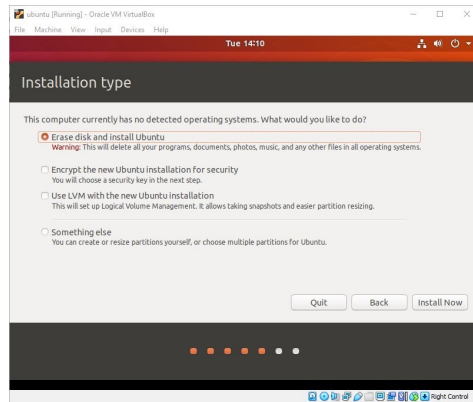 ubuntu [Running] - Oracle VM VirtualBox
File Machine View Input Devices Help
Tue 14:10
Installation type
This computer currently has no detected operating systems. What would you like to do?
Erase disk and install Ubuntu
Warning: This will delete all your programs, documents, photos, music, and any other files in all operating systems.
Encrypt the new Ubuntu installation for security
You will choose a security key in the next step.
Use LVM with the new Ubuntu installation
This will set up Logical Volume Management. It allows taking snapshots and easier partition resizing.
Something else
You can create or resize partitions yourself, or choose multiple partitions for Ubuntu.
Quit Back Install Now
Right Control